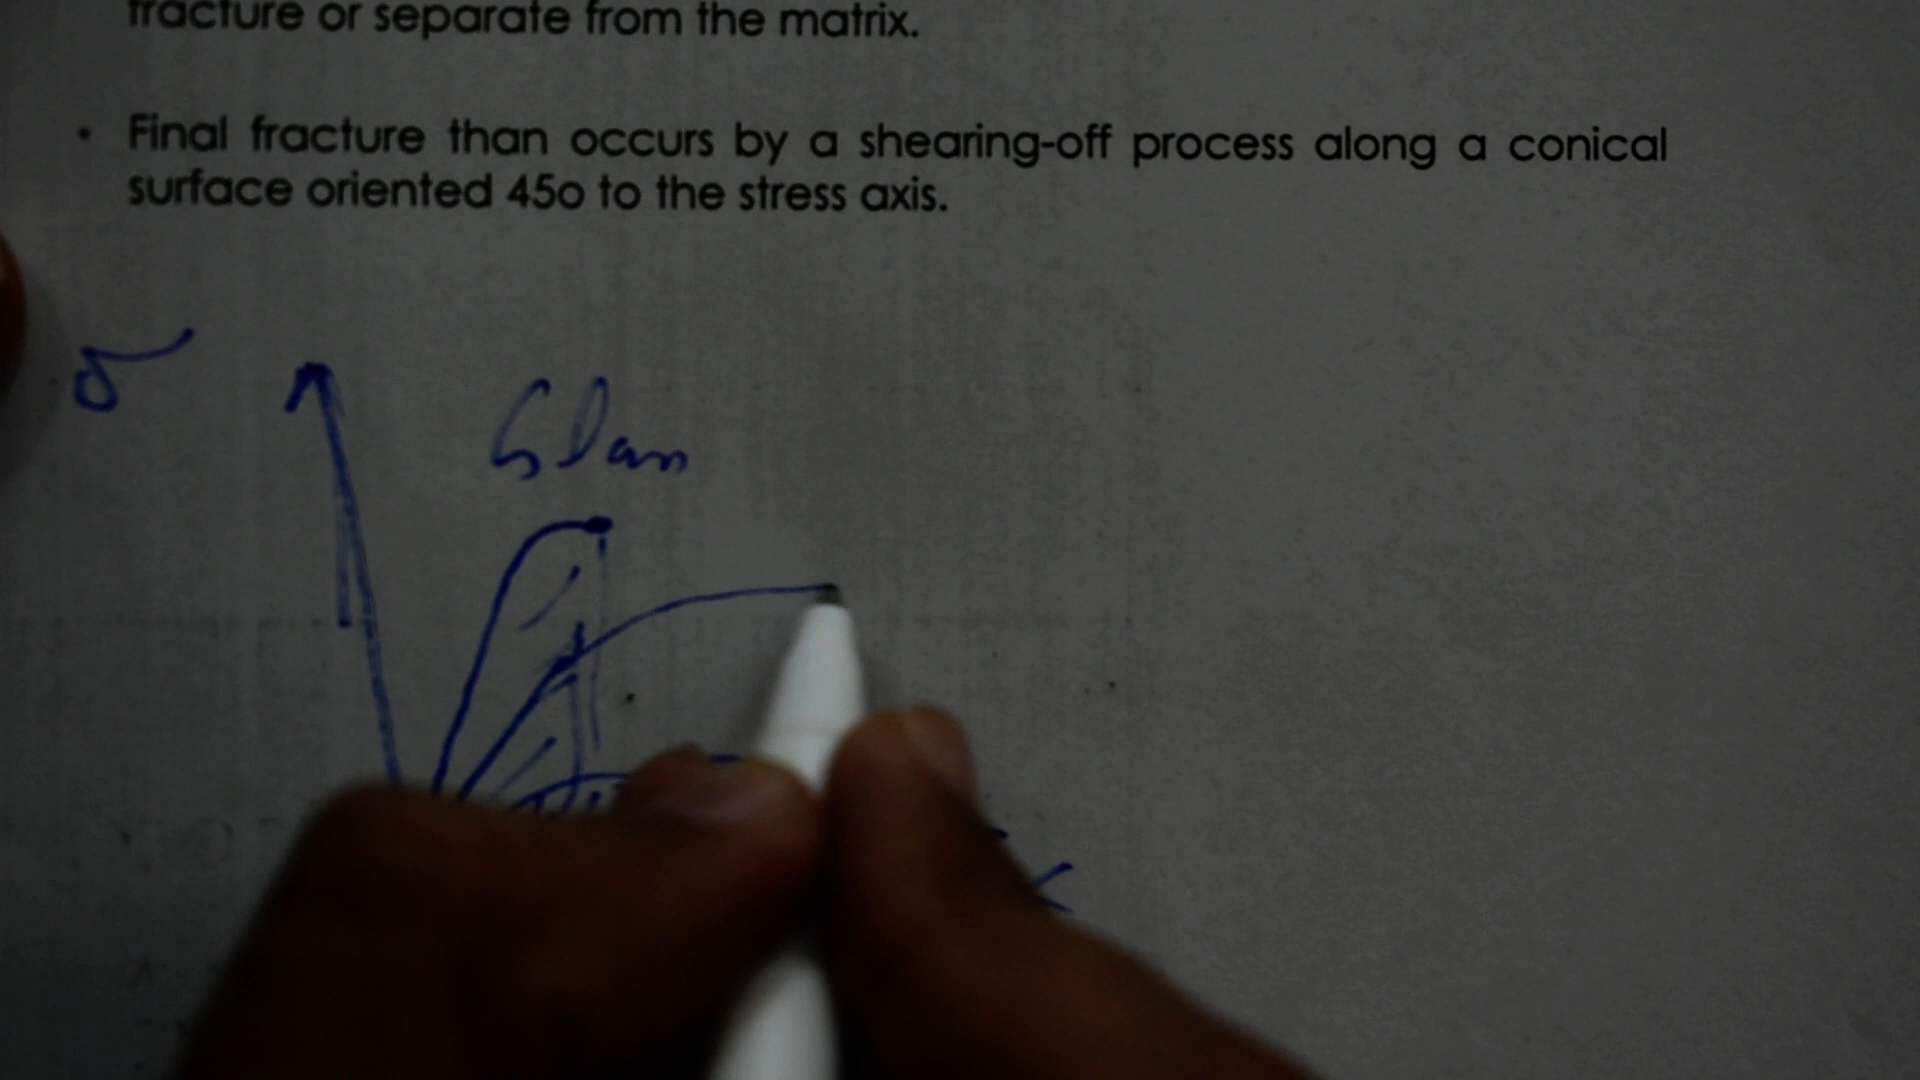 fracture or separate from the matrix.
• Final fracture than occurs by a shearing-off process along a conical
surface oriented 45o to the stress axis.
σ
Glass